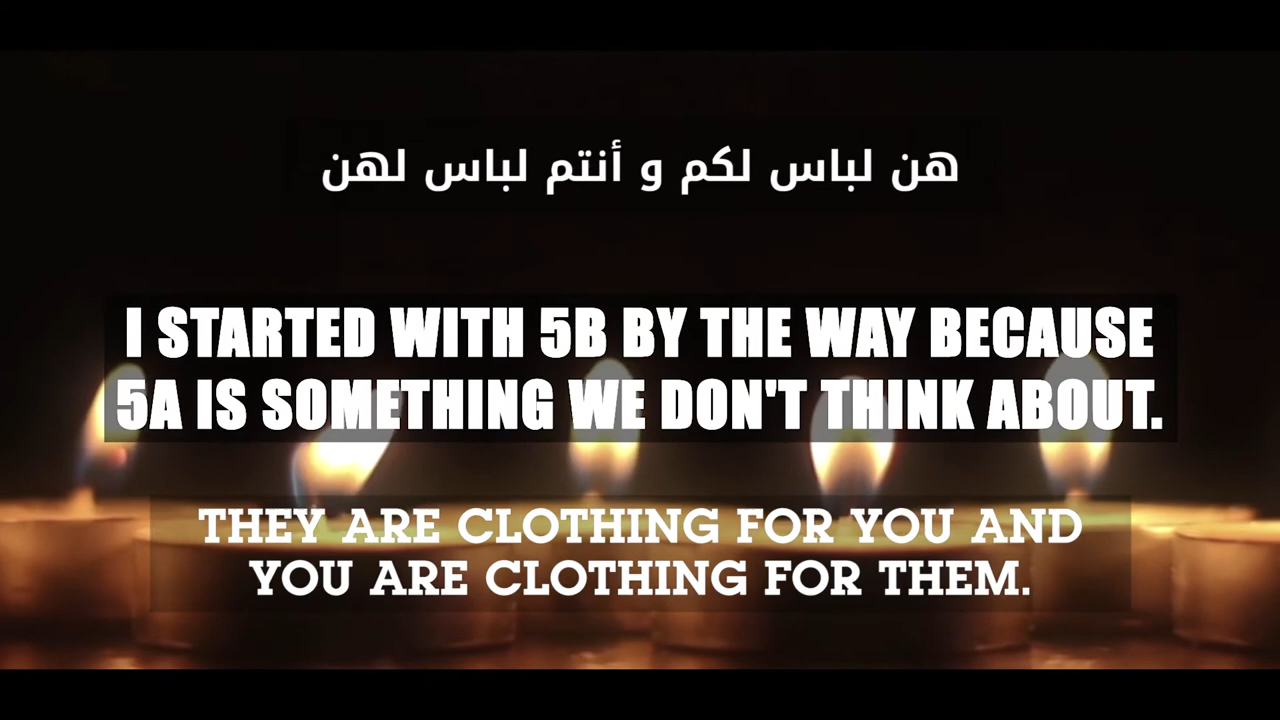 هن لباس لكم و أنتم لباس لهن
I STARTED WITH 5B BY THE WAY BECAUSE
5A IS SOMETHING WE DON'T THINK ABOUT.
THEY ARE CLOTHING FOR YOU AND
YOU ARE CLOTHING FOR THEM.